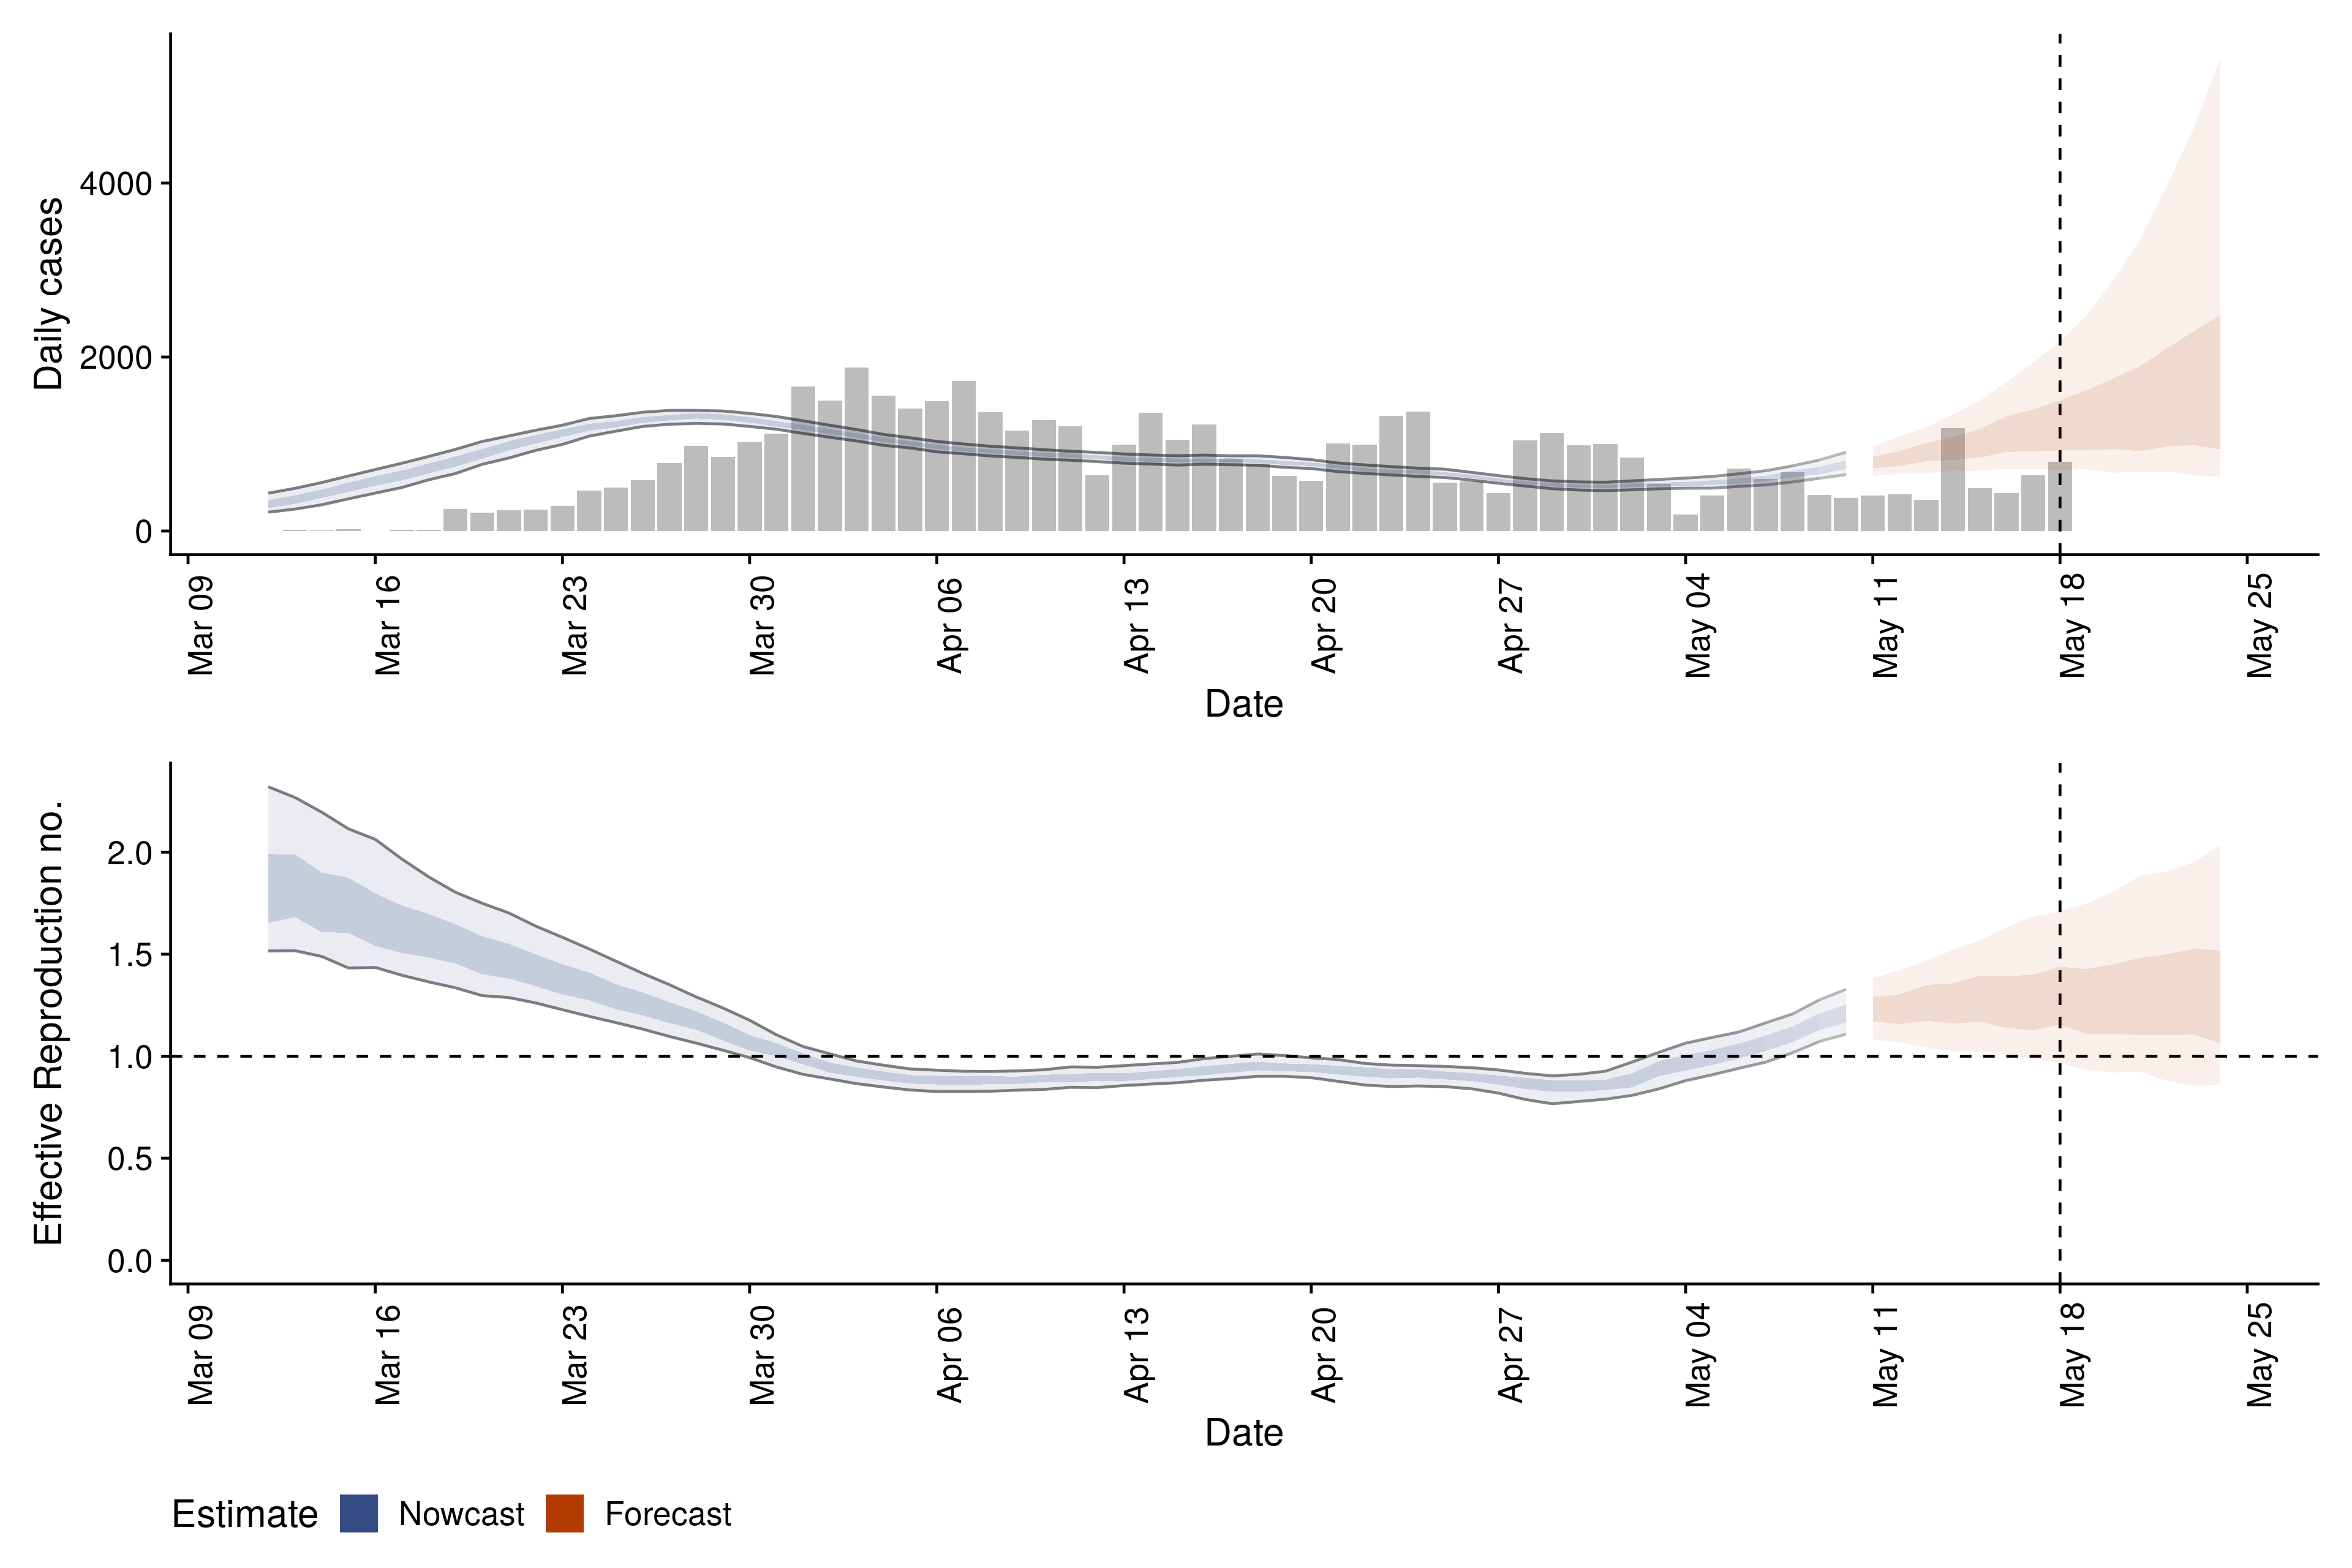 Daily cases
4000
2000
0
Mar 09
Mar 16
Mar 23
Mar 30
Apr 06
Apr 13
Apr 20
Apr 27
May 04
May 11
May 18
May 25
Date
Effective Reproduction no.
2.0
1.5
1.0
0.5
0.0
Mar 09
Mar 16
Mar 23
Mar 30
Apr 06
Apr 13
Apr 20
Apr 27
May 04
May 11
May 18
May 25
Date
Estimate Nowcast Forecast